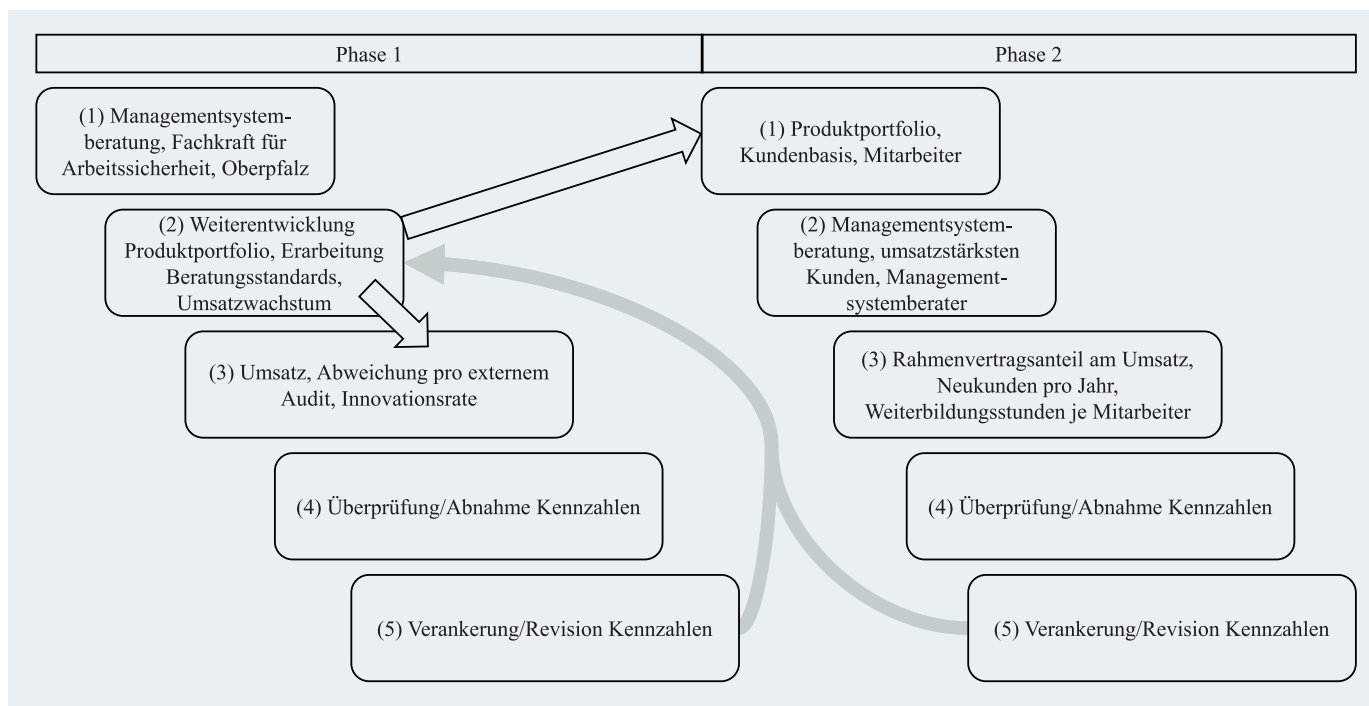 Phase 1
Phase 2
(1) Managementsystem-
beratung, Fachkraft für
Arbeitssicherheit, Oberpfalz
(2) Weiterentwicklung
Produktportfolio, Erarbeitung
Beratungsstandards,
Umsatzwachstum
(3) Umsatz, Abweichung pro externem
Audit, Innovationsrate
(4) Überprüfung/Abnahme Kennzahlen
(5) Verankerung/Revision Kennzahlen
(1) Produktportfolio,
Kundenbasis, Mitarbeiter
(2) Managementsystem-
beratung, umsatzstärksten
Kunden, Management-
systemberater
(3) Rahmenvertragsanteil am Umsatz,
Neukunden pro Jahr,
Weiterbildungsstunden je Mitarbeiter
(4) Überprüfung/Abnahme Kennzahlen
(5) Verankerung/Revision Kennzahlen